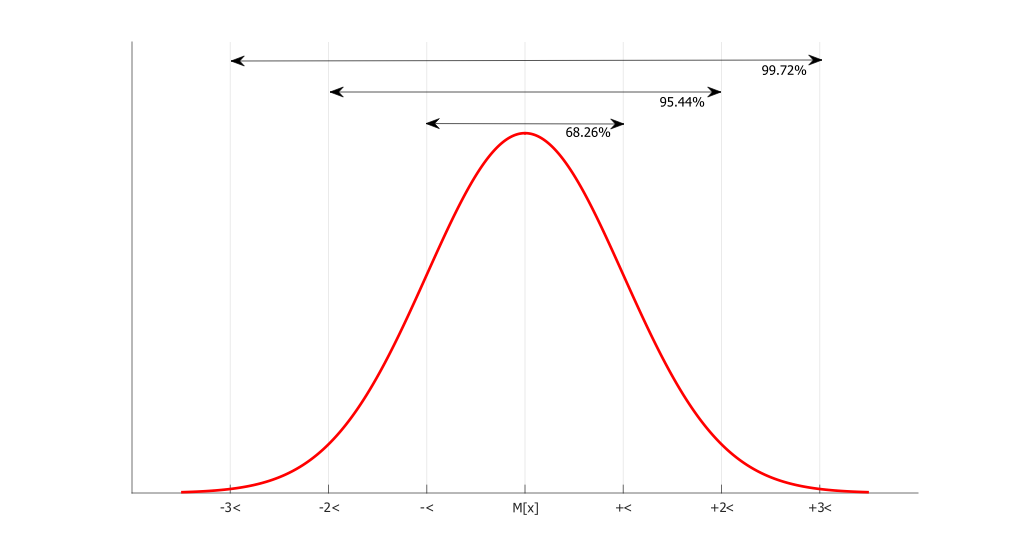 99.72%
95.44%
68.26%
-3< -2< -< M[x] +< +2< +3<